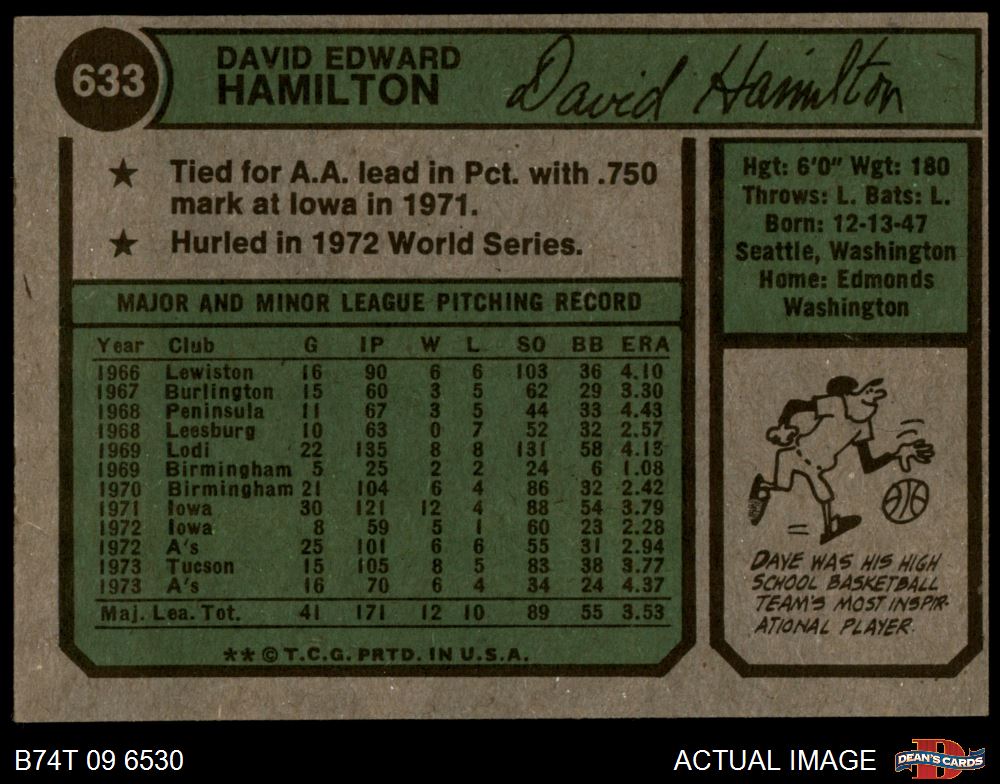 633
DAVID EDWARD
HAMILTON
David Hamilton
★ Tied for A.A. lead in Pct. with .750
mark at Iowa in 1971.
★ Hurled in 1972 World Series.
MAJOR AND MINOR LEAGUE PITCHING RECORD
Year Club G IP W L SO BB ERA
1966 Lewiston 16 90 6 6 103 36 4.10
1967 Burlington 15 60 3 5 62 29 3.30
1968 Peninsula 11 67 3 5 44 33 4.43
1968 Leesburg 10 63 0 7 52 32 2.57
1969 Lodi 22 135 8 8 131 58 4.13
1969 Birmingham 5 25 2 2 24 6 1.08
1970 Birmingham 21 104 6 4 86 32 2.42
1971 Iowa 30 121 12 4 88 54 3.79
1972 Iowa 8 59 5 1 60 23 2.28
1972 A's 25 101 6 6 55 31 2.94
1973 Tucson 15 105 8 5 83 38 3.77
1973 A's 16 70 6 4 34 24 4.37
Maj. Lea. Tot. 41 171 12 10 89 55 3.53
**© T.C.G. PRTD. IN U.S.A.
Hgt: 6'0" Wgt: 180
Throws: L. Bats: L.
Born: 12-13-47
Seattle, Washington
Home: Edmonds
Washington
DAVE WAS HIS HIGH
SCHOOL BASKETBALL
TEAM'S MOST INSPIR-
ATIONAL PLAYER.
B74T 09 6530
ACTUAL IMAGE
DEAN'S CARDS